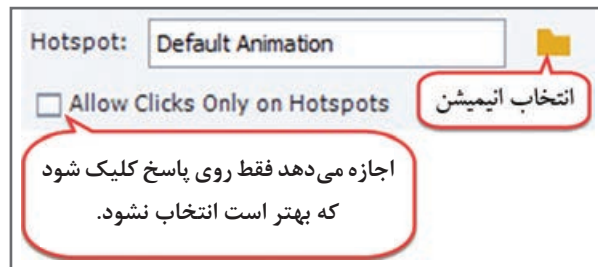 Hotspot: Default Animation
انتخاب انیمیشن
Allow Clicks Only on Hotspots
اجازه می‌دهد فقط روی پاسخ کلیک شود
که بهتر است انتخاب نشود.